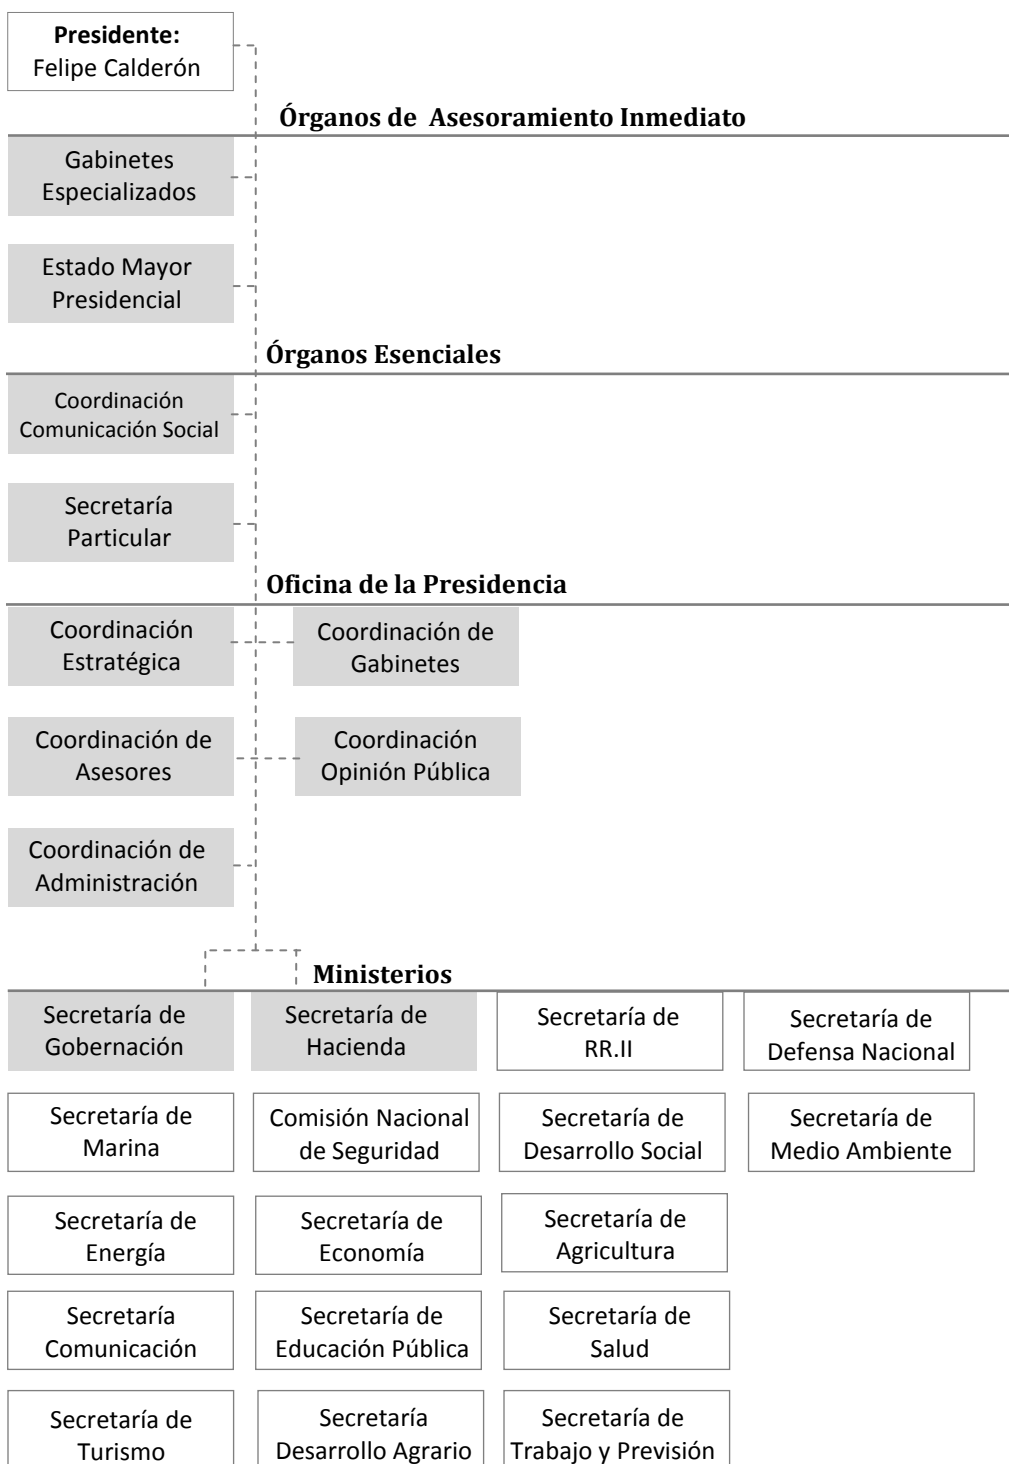 Presidente:
Felipe Calderón
Órganos de Asesoramiento Inmediato
Gabinetes
Especializados
Estado Mayor
Presidencial
Órganos Esenciales
Coordinación
Comunicación Social
Secretaría
Particular
Oficina de la Presidencia
Coordinación
Estratégica
Coordinación de
Gabinetes
Coordinación de
Asesores
Coordinación
Opinión Pública
Coordinación de
Administración
Ministerios
Secretaría de
Gobernación
Secretaría de
Hacienda
Secretaría de
RR.II
Secretaría de
Defensa Nacional
Secretaría de
Marina
Comisión Nacional
de Seguridad
Secretaría de
Desarrollo Social
Secretaría de
Medio Ambiente
Secretaría de
Energía
Secretaría de
Economía
Secretaría de
Agricultura
Secretaría
Comunicación
Secretaría de
Educación Pública
Secretaría de
Salud
Secretaría de
Turismo
Secretaría
Desarrollo Agrario
Secretaría de
Trabajo y Previsión